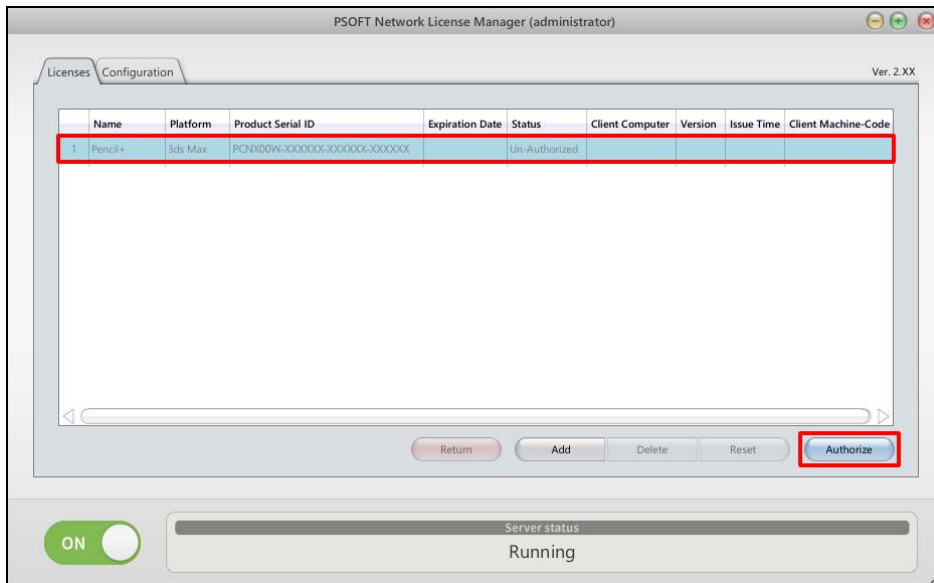 PSOFT Network License Manager (administrator)
Licenses Configuration Ver. 2.XX
Name Platform Product Serial ID Expiration Date Status Client Computer Version Issue Time Client Machine-Code
1 Pencil+ 3ds Max PCNX00W-XXXXXX-XXXXXX-XXXXXX Un-Authorized
Return Add Delete Reset Authorize
Server status
ON Running